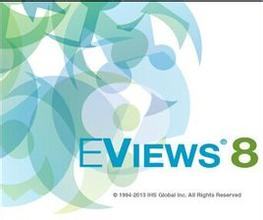 EVIEWS® 8
© 1994-2013 IHS Global Inc. All Rights Reserved